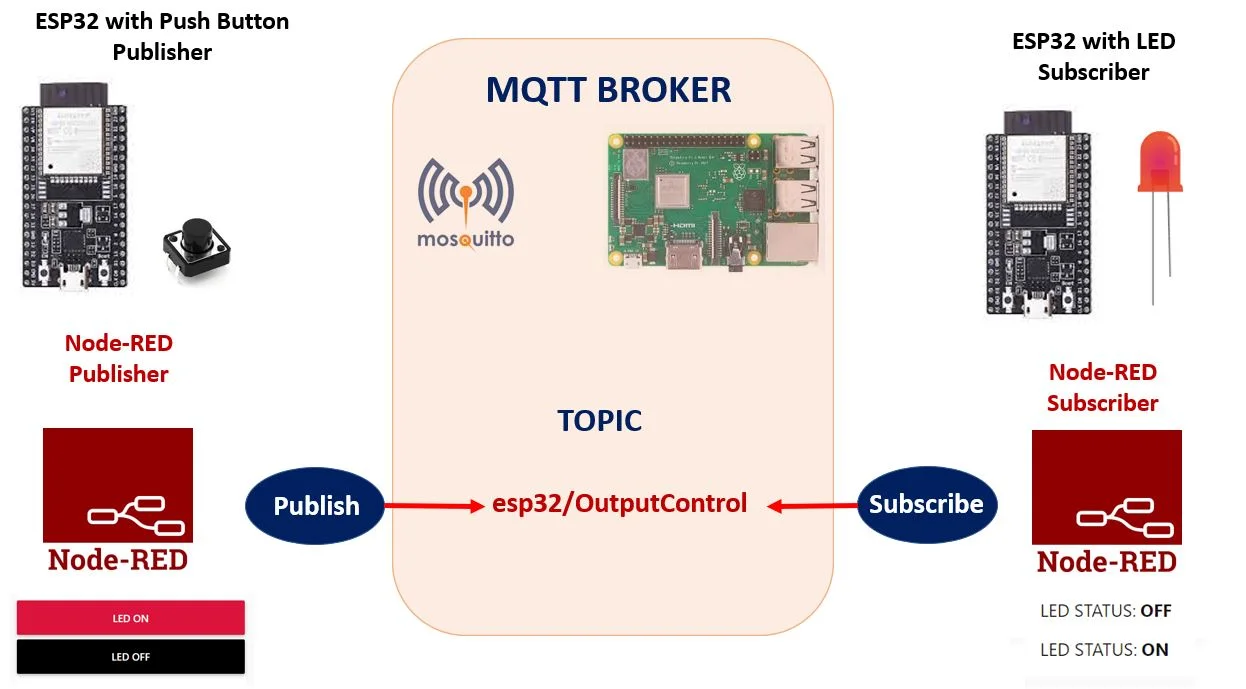 ESP32 with Push Button
Publisher
Node-RED
Publisher
Node-RED
LED ON
LED OFF
Publish
MQTT BROKER
mosquitto
HDMI
TOPIC
esp32/OutputControl
Subscribe
ESP32 with LED
Subscriber
Node-RED
Subscriber
Node-RED
LED STATUS: OFF
LED STATUS: ON